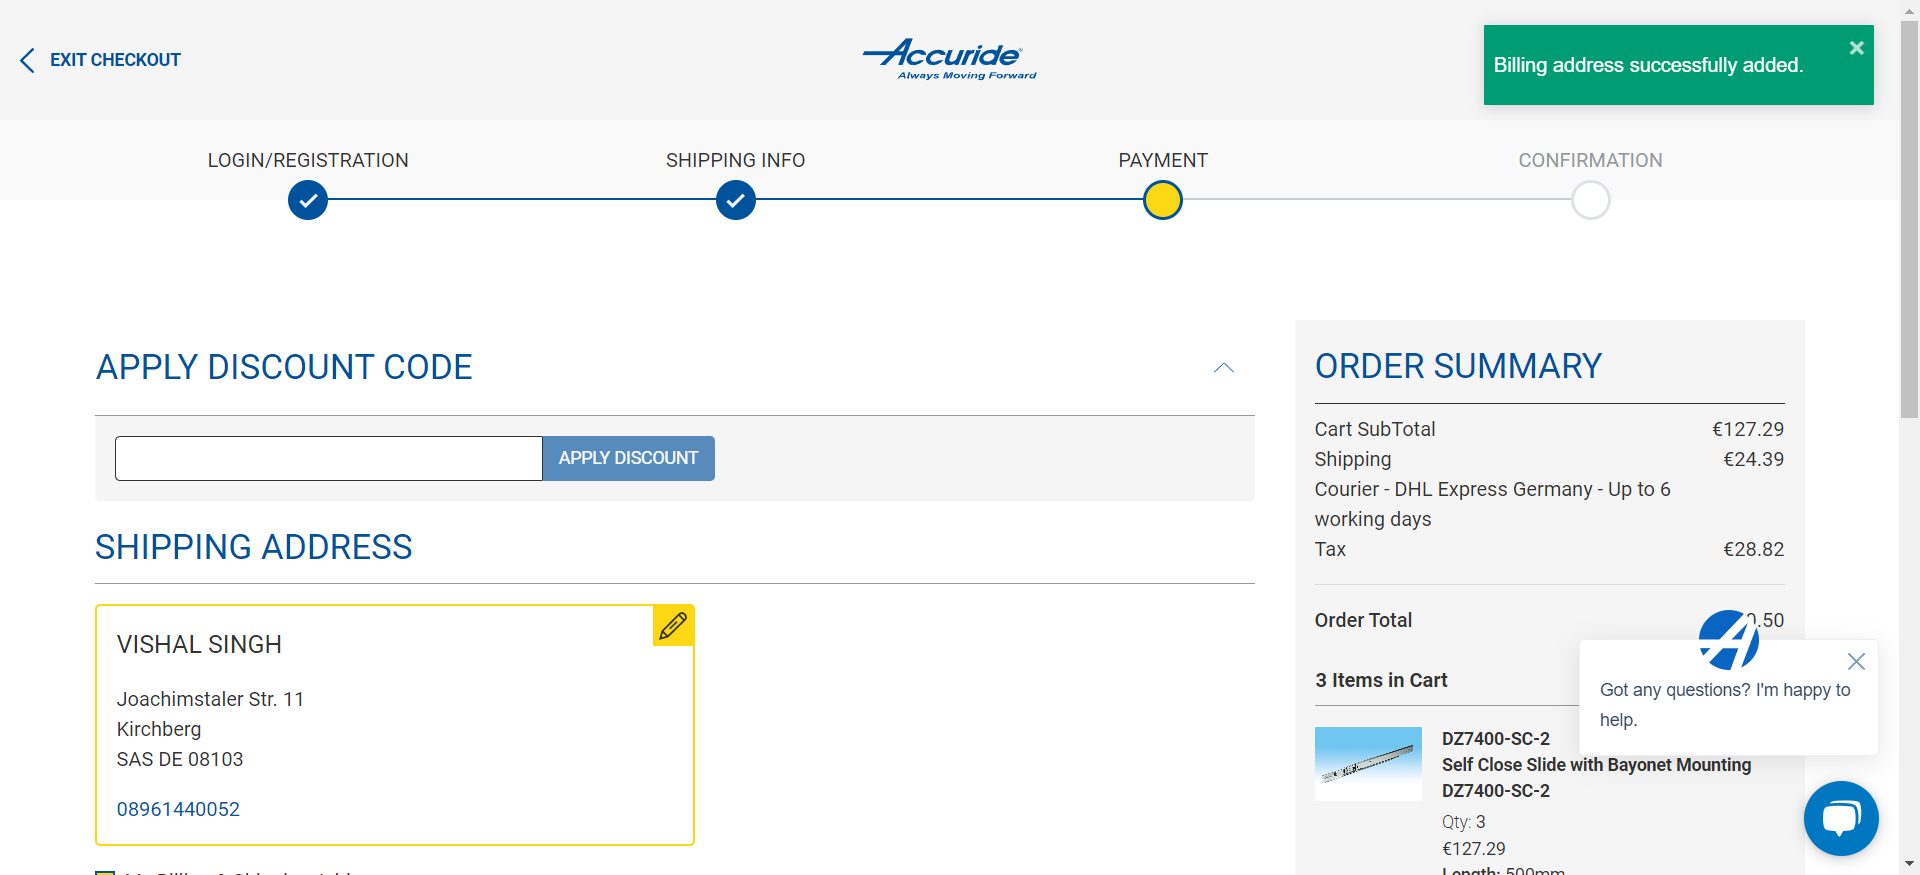 EXIT CHECKOUT
Accuride
Always Moving Forward
Billing address successfully added.
LOGIN/REGISTRATION
SHIPPING INFO
PAYMENT
CONFIRMATION
APPLY DISCOUNT CODE
APPLY DISCOUNT
SHIPPING ADDRESS
VISHAL SINGH
Joachimstaler Str. 11
Kirchberg
SAS DE 08103
08961440052
ORDER SUMMARY
Cart SubTotal €127.29
Shipping €24.39
Courier - DHL Express Germany - Up to 6
working days
Tax €28.82
Order Total .50
3 Items in Cart
Got any questions? I'm happy to
help.
DZ7400-SC-2
Self Close Slide with Bayonet Mounting
DZ7400-SC-2
Qty: 3
€127.29
Length: 500mm